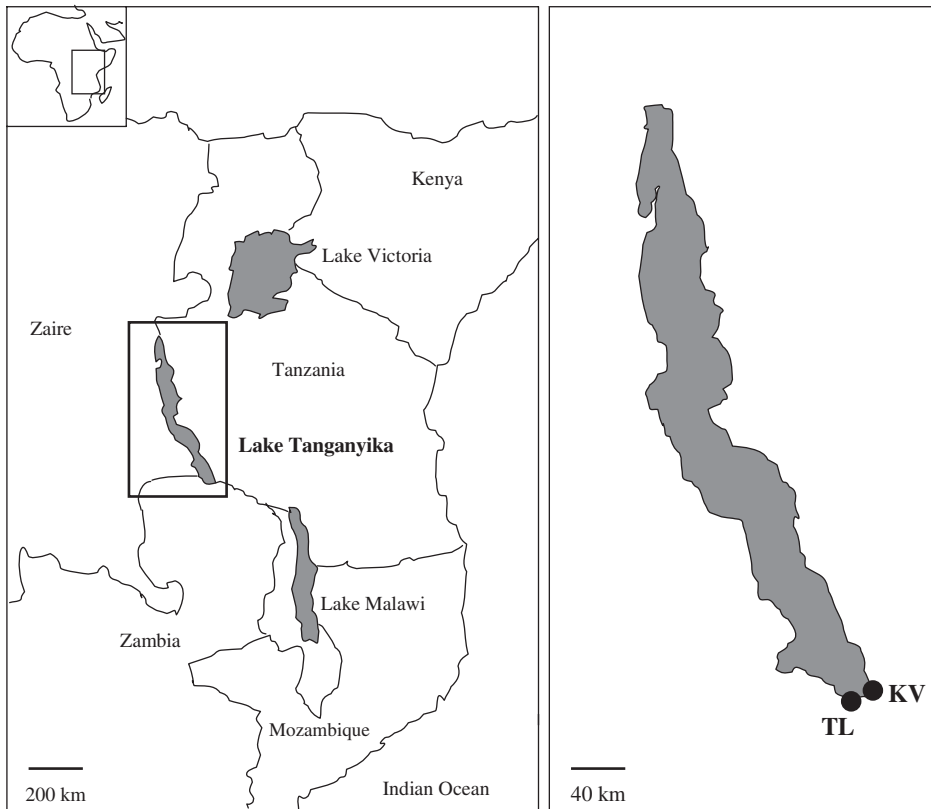 Kenya
Lake Victoria
Zaire
Tanzania
Lake Tanganyika
Lake Malawi
Zambia
Mozambique
Indian Ocean
200 km
KV
TL
40 km